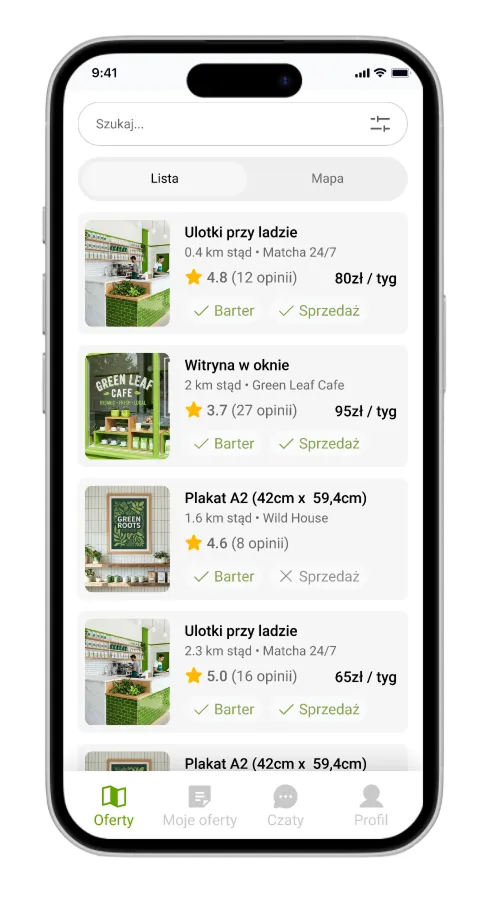 9:41
Szukaj...
Lista Mapa
Ulotki przy ladzie
0.4 km stąd • Matcha 24/7
4.8 (12 opinii) 80zł / tyg
Barter Sprzedaż
GREEN LEAF
CAFE
ORGANIC • FRESH • LOCAL
Witryna w oknie
2 km stąd • Green Leaf Cafe
3.7 (27 opinii) 95zł / tyg
Barter Sprzedaż
GREEN
ROOTS
Plakat A2 (42cm x  59,4cm)
1.6 km stąd • Wild House
4.6 (8 opinii)
Barter Sprzedaż
Ulotki przy ladzie
2.3 km stąd • Matcha 24/7
5.0 (16 opinii) 65zł / tyg
Barter Sprzedaż
Plakat A2 (42cm x  59,4cm)
Oferty Moje oferty Czaty Profil